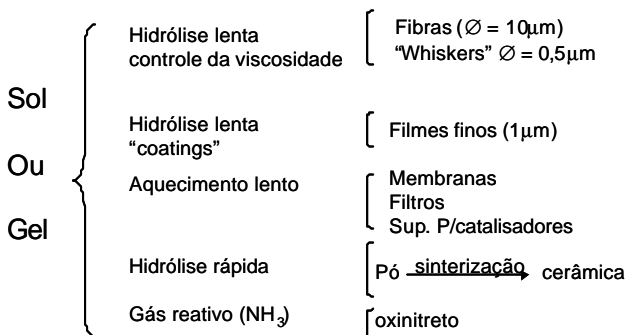 Sol
Ou
Gel
Hidrólise lenta
controle da viscosidade
Fibras (∅ = 10μm)
“Whiskers” ∅ = 0,5μm
Hidrólise lenta
“coatings”
Filmes finos (1μm)
Aquecimento lento
Membranas
Filtros
Sup. P/catalisadores
Hidrólise rápida
Pó sinterização cerâmica
Gás reativo (NH₃)
oxinitreto